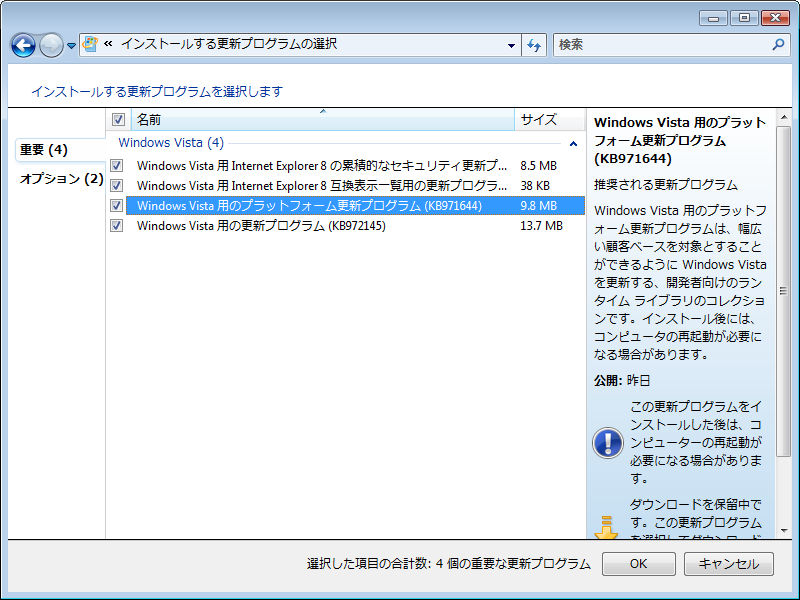 « インストールする更新プログラムの選択
検索
インストールする更新プログラムを選択します
名前 サイズ
重要 (4)
オプション (2)
Windows Vista (4)
Windows Vista 用 Internet Explorer 8 の累積的なセキュリティ更新プ... 8.5 MB
Windows Vista 用 Internet Explorer 8 互換表示一覧用の更新プログラ... 38 KB
Windows Vista 用のプラットフォーム更新プログラム (KB971644) 9.8 MB
Windows Vista 用の更新プログラム (KB972145) 13.7 MB
Windows Vista 用のプラット
フォーム更新プログラム
(KB971644)
推奨される更新プログラム
Windows Vista 用のプラットフ
ォーム更新プログラムは、幅広
い顧客ベースを対象とすること
ができるように Windows Vista
を更新する、開発者向けのラン
タイム ライブラリのコレクショ
ンです。インストール後には、
コンピュータの再起動が必要に
なる場合があります。
公開: 昨日
この更新プログラムをイ
ンストールした後は、コ
ンピューターの再起動が
必要になる場合がありま
す。
ダウンロードを保留中で
す。この更新プログラム
を選択してダウンロード
選択した項目の合計数: 4 個の重要な更新プログラム
OK
キャンセル